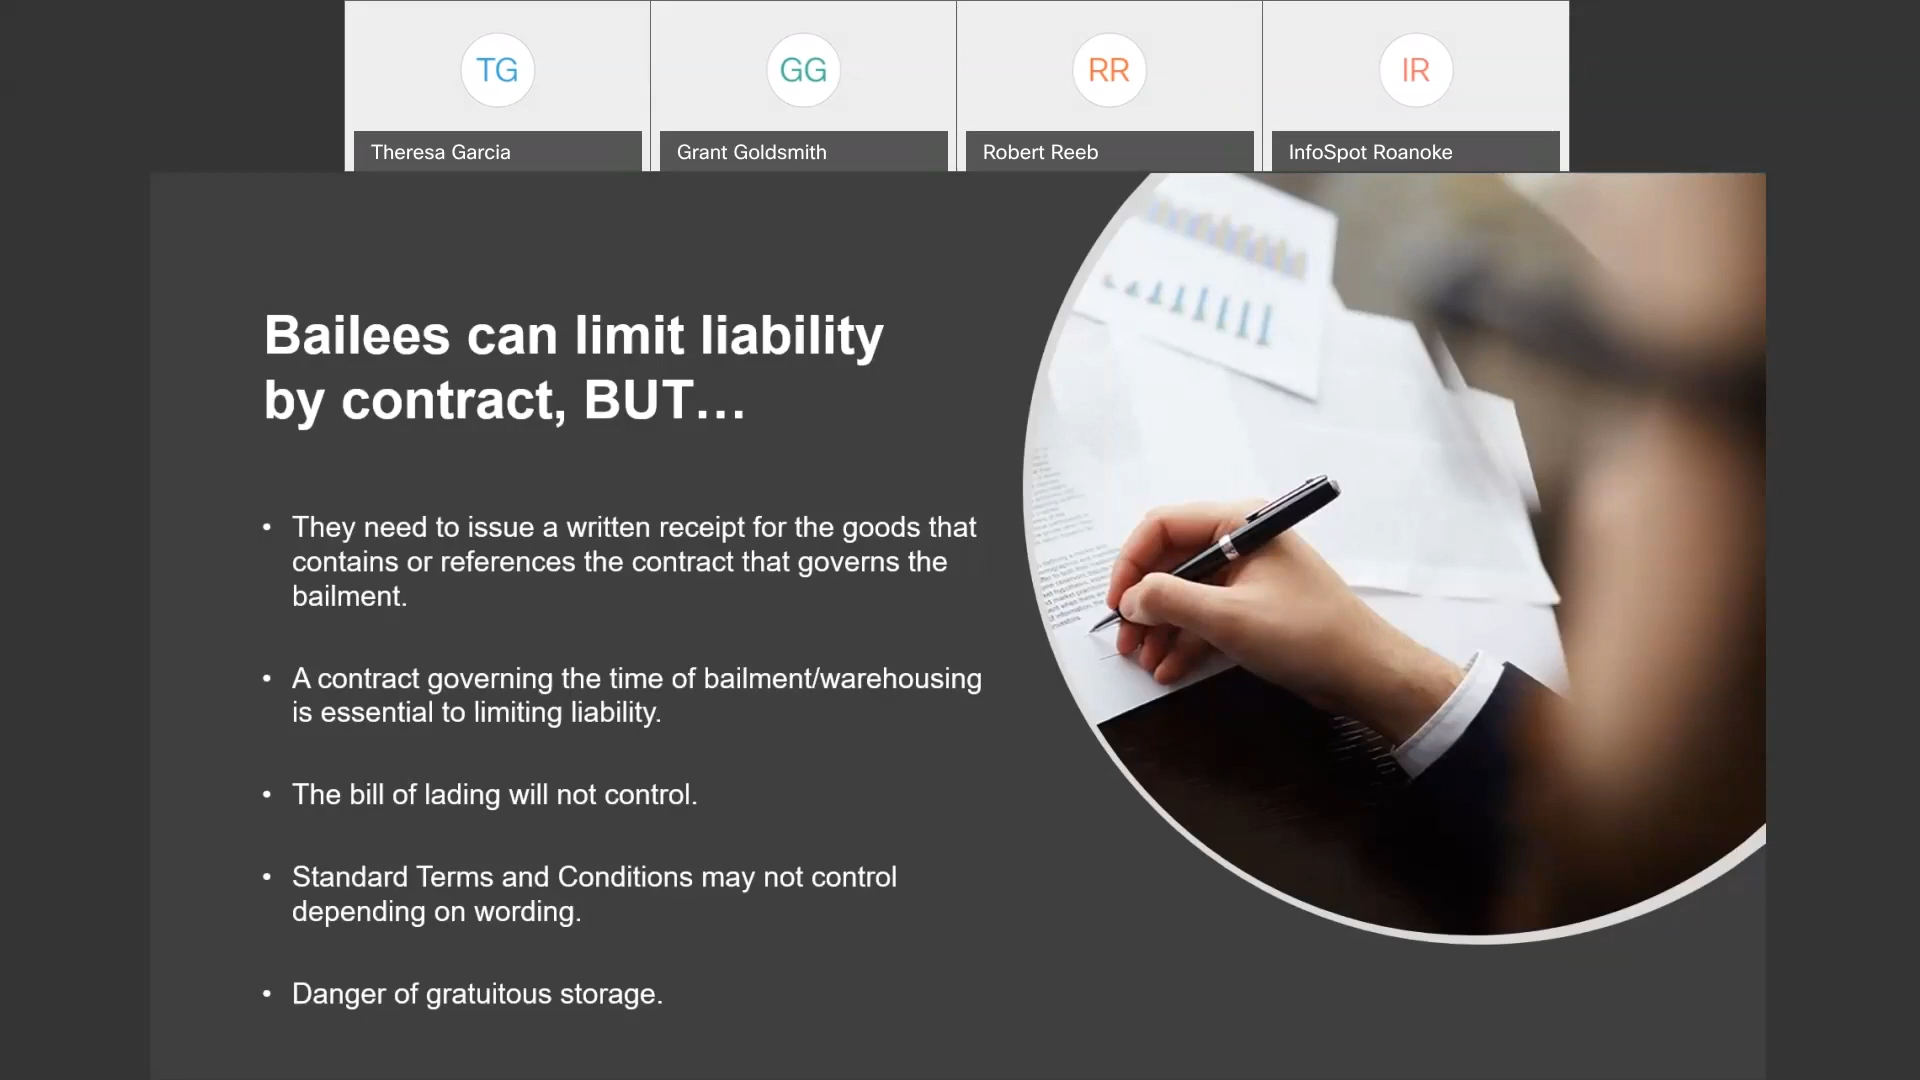 TG
GG
RR
IR
Theresa Garcia
Grant Goldsmith
Robert Reeb
InfoSpot Roanoke
Bailees can limit liability
by contract, BUT…
• They need to issue a written receipt for the goods that
contains or references the contract that governs the
bailment.
• A contract governing the time of bailment/warehousing
is essential to limiting liability.
• The bill of lading will not control.
• Standard Terms and Conditions may not control
depending on wording.
• Danger of gratuitous storage.